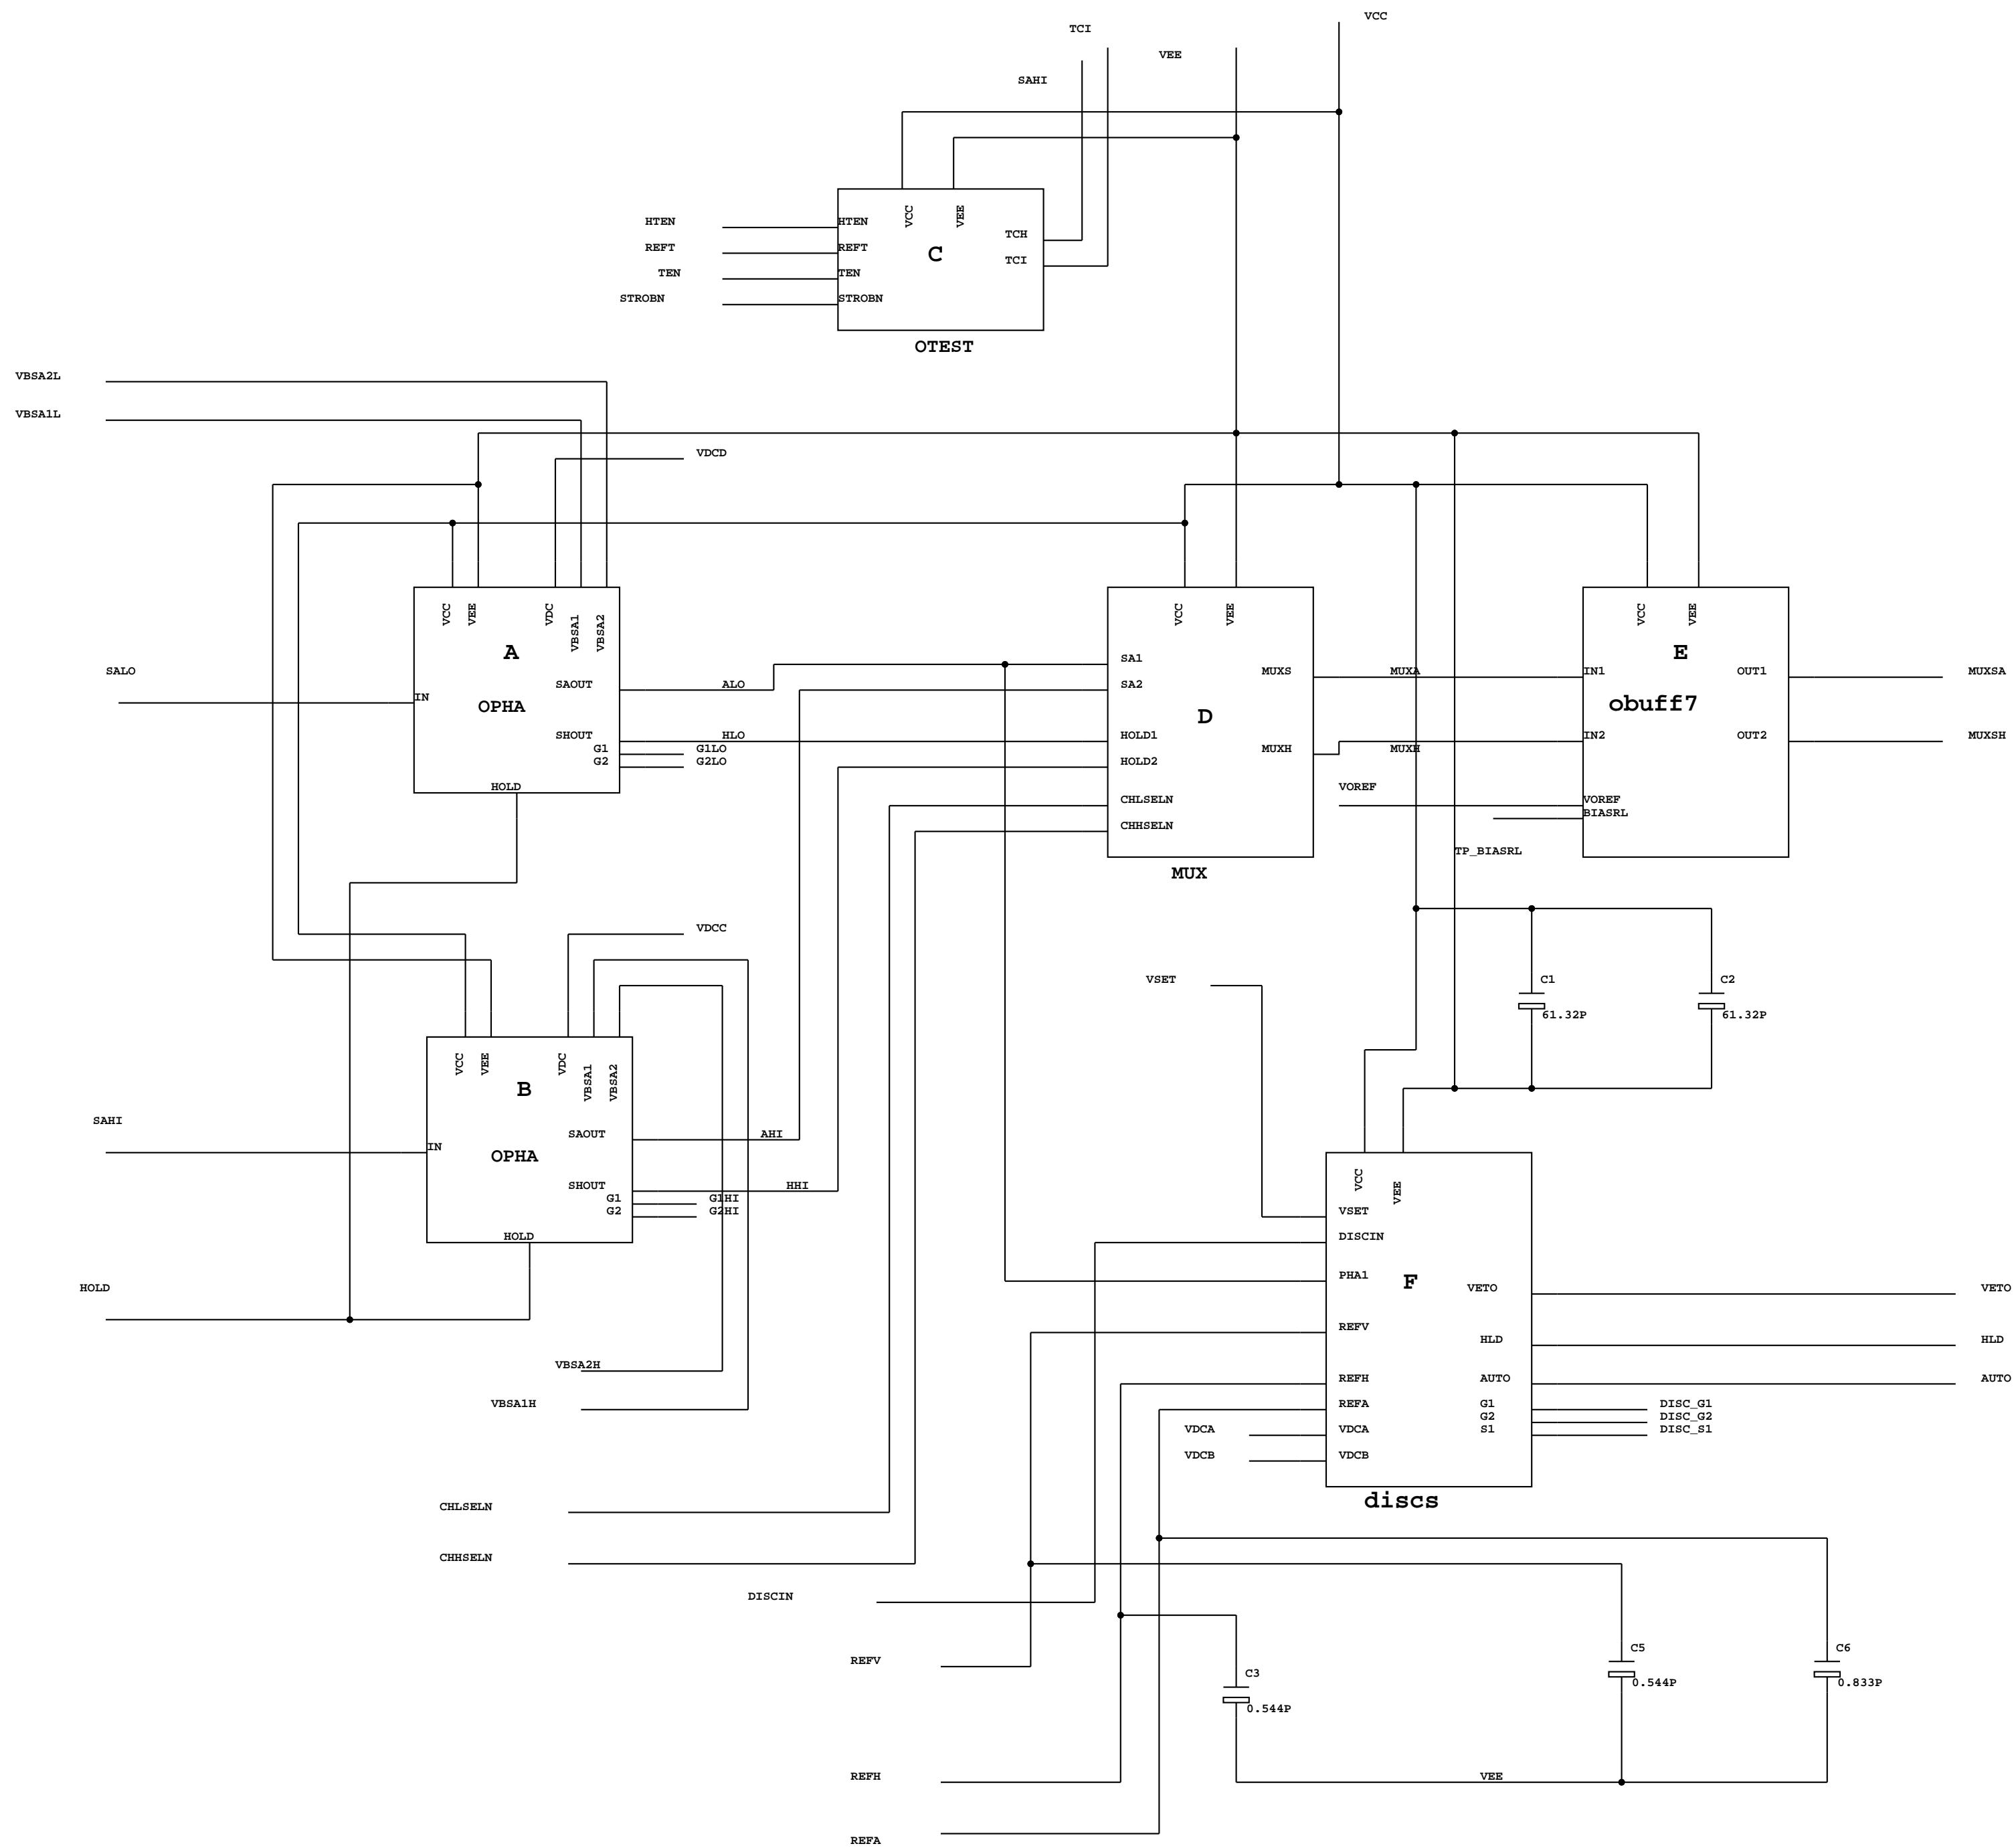 VCC
TCI
VEE
SAHI
HTEN
REFT
TEN
STROBN
HTEN
REFT
TEN
STROBN
VCC
VEE
C
TCH
TCI
OTEST
VBSA2L
VBSA1L
VDCD
SALO
IN
VCC
VEE
VDC
VBSA1
VBSA2
A
OPHA
SAOUT
SHOUT
G1
G2
HOLD
ALO
HLO
G1LO
G2LO
VCC
VEE
SA1
SA2
HOLD1
HOLD2
CHLSELN
CHHSELN
D
MUXS
MUXH
MUX
MUXA
MUXH
VOREF
TP_BIASRL
VCC
VEE
IN1
IN2
VOREF
BIASRL
E
obuff7
OUT1
OUT2
MUXSA
MUXSH
VDCC
VSET
C1
61.32P
C2
61.32P
SAHI
IN
VCC
VEE
VDC
VBSA1
VBSA2
B
OPHA
SAOUT
SHOUT
G1
G2
HOLD
AHI
HHI
G1HI
G2HI
HOLD
VBSA2H
VBSA1H
VCC
VEE
VSET
DISCIN
PHA1
REFV
REFH
REFA
VDCA
VDCB
F
VETO
HLD
AUTO
G1
G2
S1
VDCA
VDCB
VETO
HLD
AUTO
DISC_G1
DISC_G2
DISC_S1
discs
CHLSELN
CHHSELN
DISCIN
REFV
C3
0.544P
C5
0.544P
C6
0.833P
REFH
VEE
REFA